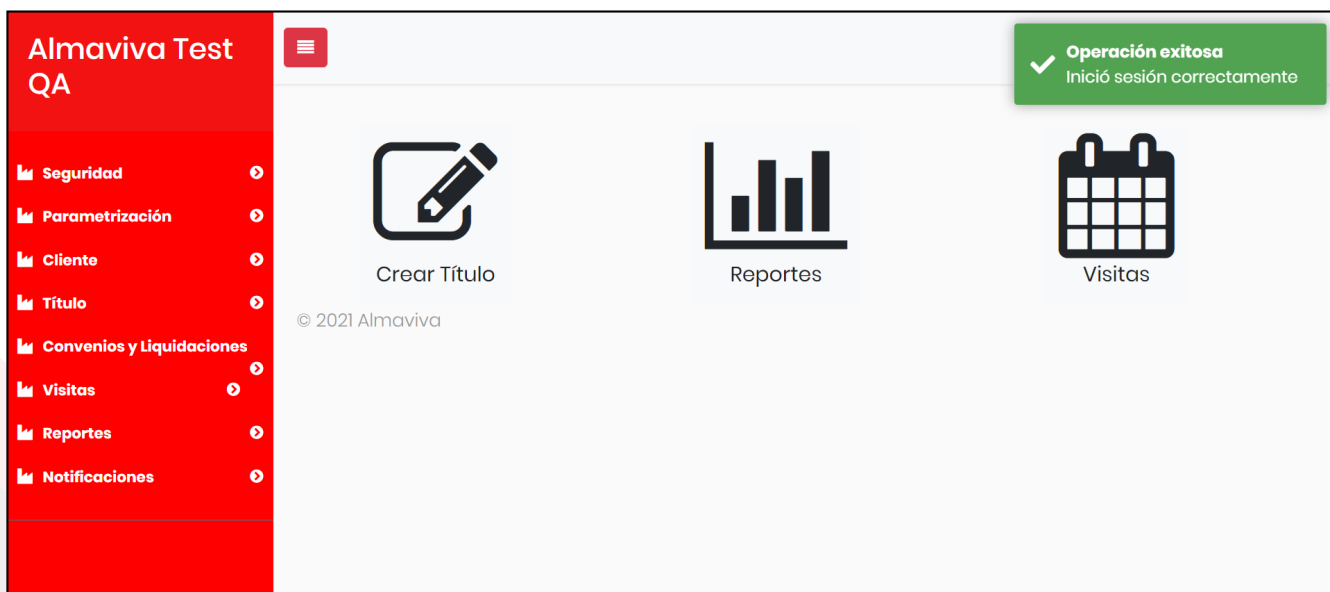 Almaviva Test
QA
Operación exitosa
Inició sesión correctamente
Seguridad
Parametrización
Cliente
Título
Convenios y Liquidaciones
Visitas
Reportes
Notificaciones
Crear Título
Reportes
Visitas
© 2021 Almaviva